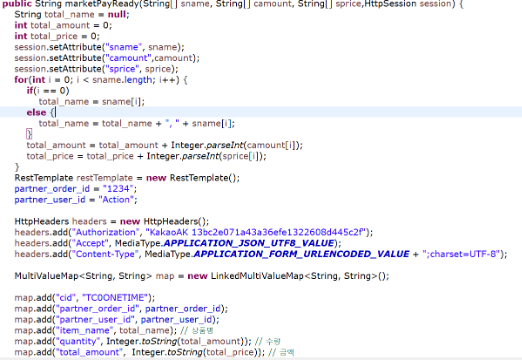 public String marketPayReady(String[] sname, String[] camount, String[] sprice,HttpSession session) {
String total_name = null;
int total_amount = 0;
int total_price = 0;
session.setAttribute("sname", sname);
session.setAttribute("camount",camount);
session.setAttribute("sprice", sprice);
for(int i = 0; i < sname.length; i++) {
if(i == 0)
total_name = sname[i];
else {
total_name = total_name + ", " + sname[i];
}
total_amount = total_amount + Integer.parseInt(camount[i]);
total_price = total_price + Integer.parseInt(sprice[i]);
}
RestTemplate restTemplate = new RestTemplate();
partner_order_id = "1234";
partner_user_id = "Action";
HttpHeaders headers = new HttpHeaders();
headers.add("Authorization", "KakaoAK 13bc2e071a43a36efe1322608d445c2f");
headers.add("Accept", MediaType.APPLICATION_JSON_UTF8_VALUE);
headers.add("Content-Type", MediaType.APPLICATION_FORM_URLENCODED_VALUE + ";charset=UTF-8");
MultiValueMap<String, String> map = new LinkedMultiValueMap<String, String>();
map.add("cid", "TC0ONETIME");
map.add("partner_order_id", partner_order_id);
map.add("partner_user_id", partner_user_id);
map.add("item_name", total_name); // 상품명
map.add("quantity", Integer.toString(total_amount)); // 수량
map.add("total_amount", Integer.toString(total_price)); // 금액